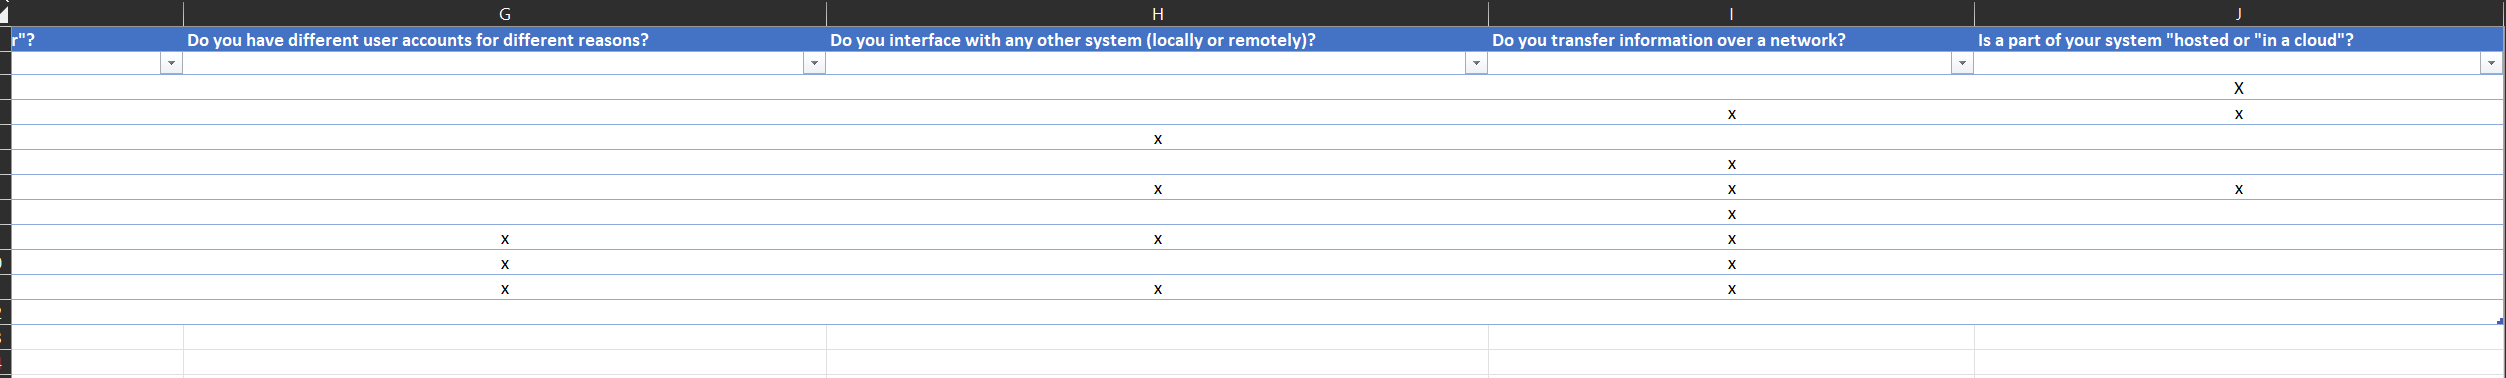 G H I J
r"? Do you have different user accounts for different reasons? Do you interface with any other system (locally or remotely)? Do you transfer information over a network? Is a part of your system "hosted or "in a cloud"?
X
x x
x
x
x x x
x
x x x
x x
x x x